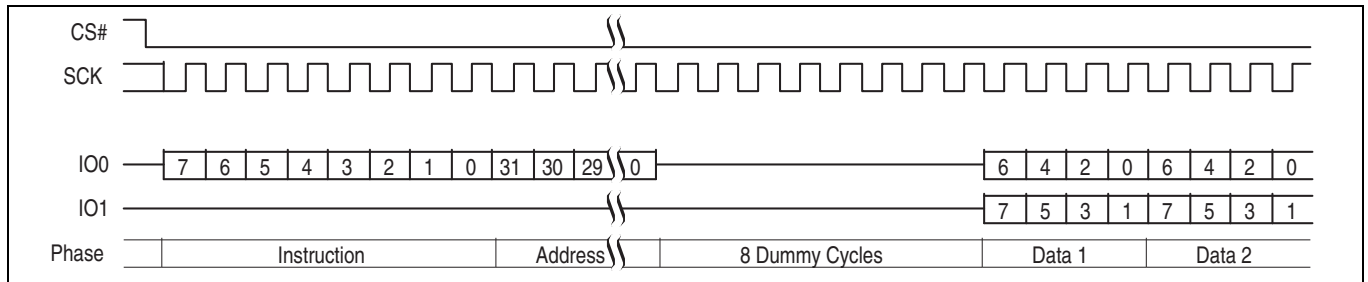 CS#
SCK
IO0 7 6 5 4 3 2 1 0 31 30 29 0 6 4 2 0 6 4 2 0
IO1 7 5 3 1 7 5 3 1
Phase Instruction Address 8 Dummy Cycles Data 1 Data 2